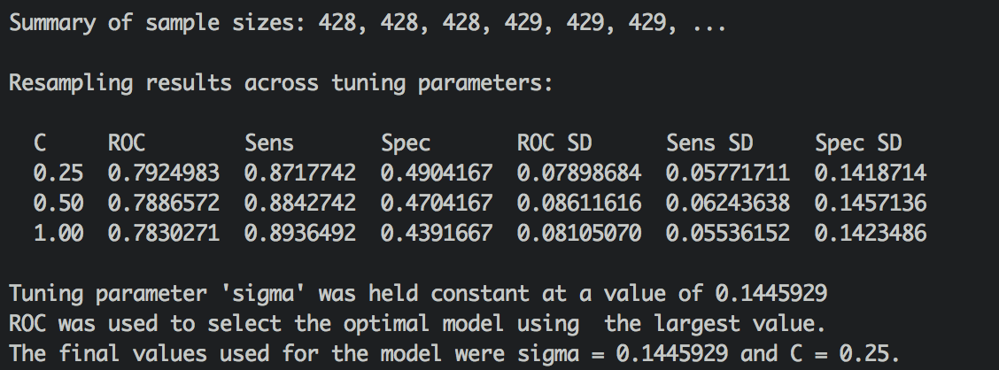 Summary of sample sizes: 428, 428, 428, 429, 429, 429, ...
Resampling results across tuning parameters:
C ROC Sens Spec ROC SD Sens SD Spec SD
0.25 0.7924983 0.8717742 0.4904167 0.07898684 0.05771711 0.1418714
0.50 0.7886572 0.8842742 0.4704167 0.08611616 0.06243638 0.1457136
1.00 0.7830271 0.8936492 0.4391667 0.08105070 0.05536152 0.1423486
Tuning parameter 'sigma' was held constant at a value of 0.1445929
ROC was used to select the optimal model using  the largest value.
The final values used for the model were sigma = 0.1445929 and C = 0.25.